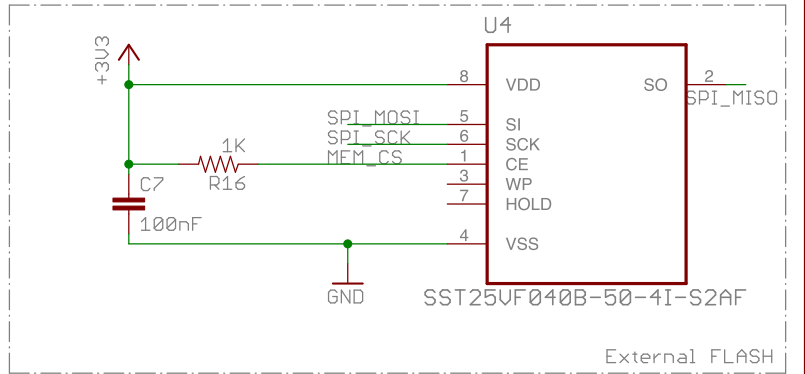 U4
+3V3
8
VDD
SO
2
SPI_MISO
SPI_MOSI
5
SI
SPI_SCK
6
SCK
1K
MEM_CS
1
CE
R16
3
WP
C7
7
HOLD
100nF
4
VSS
GND
SST25VF040B-50-4I-S2AF
External FLASH